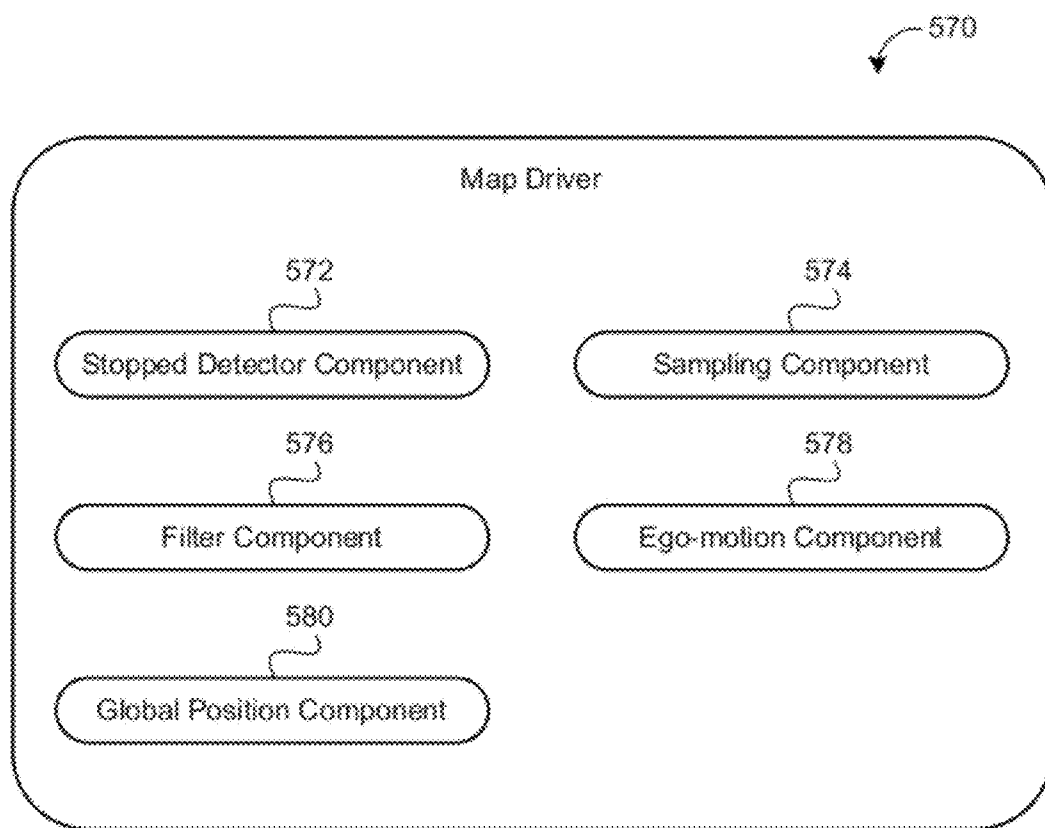 570
Map Driver
572
574
Stopped Detector Component
Sampling Component
576
578
Filter Component
Ego-motion Component
580
Global Position Component